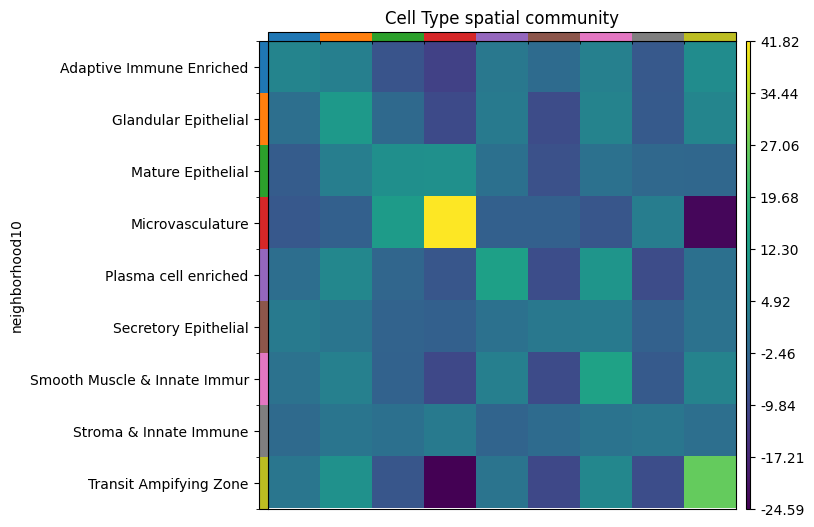 Cell Type spatial community
neighborhood10
Adaptive Immune Enriched
Glandular Epithelial
Mature Epithelial
Microvasculature
Plasma cell enriched
Secretory Epithelial
Smooth Muscle & Innate Immur
Stroma & Innate Immune
Transit Ampifying Zone
41.82
34.44
27.06
19.68
12.30
4.92
-2.46
-9.84
-17.21
-24.59